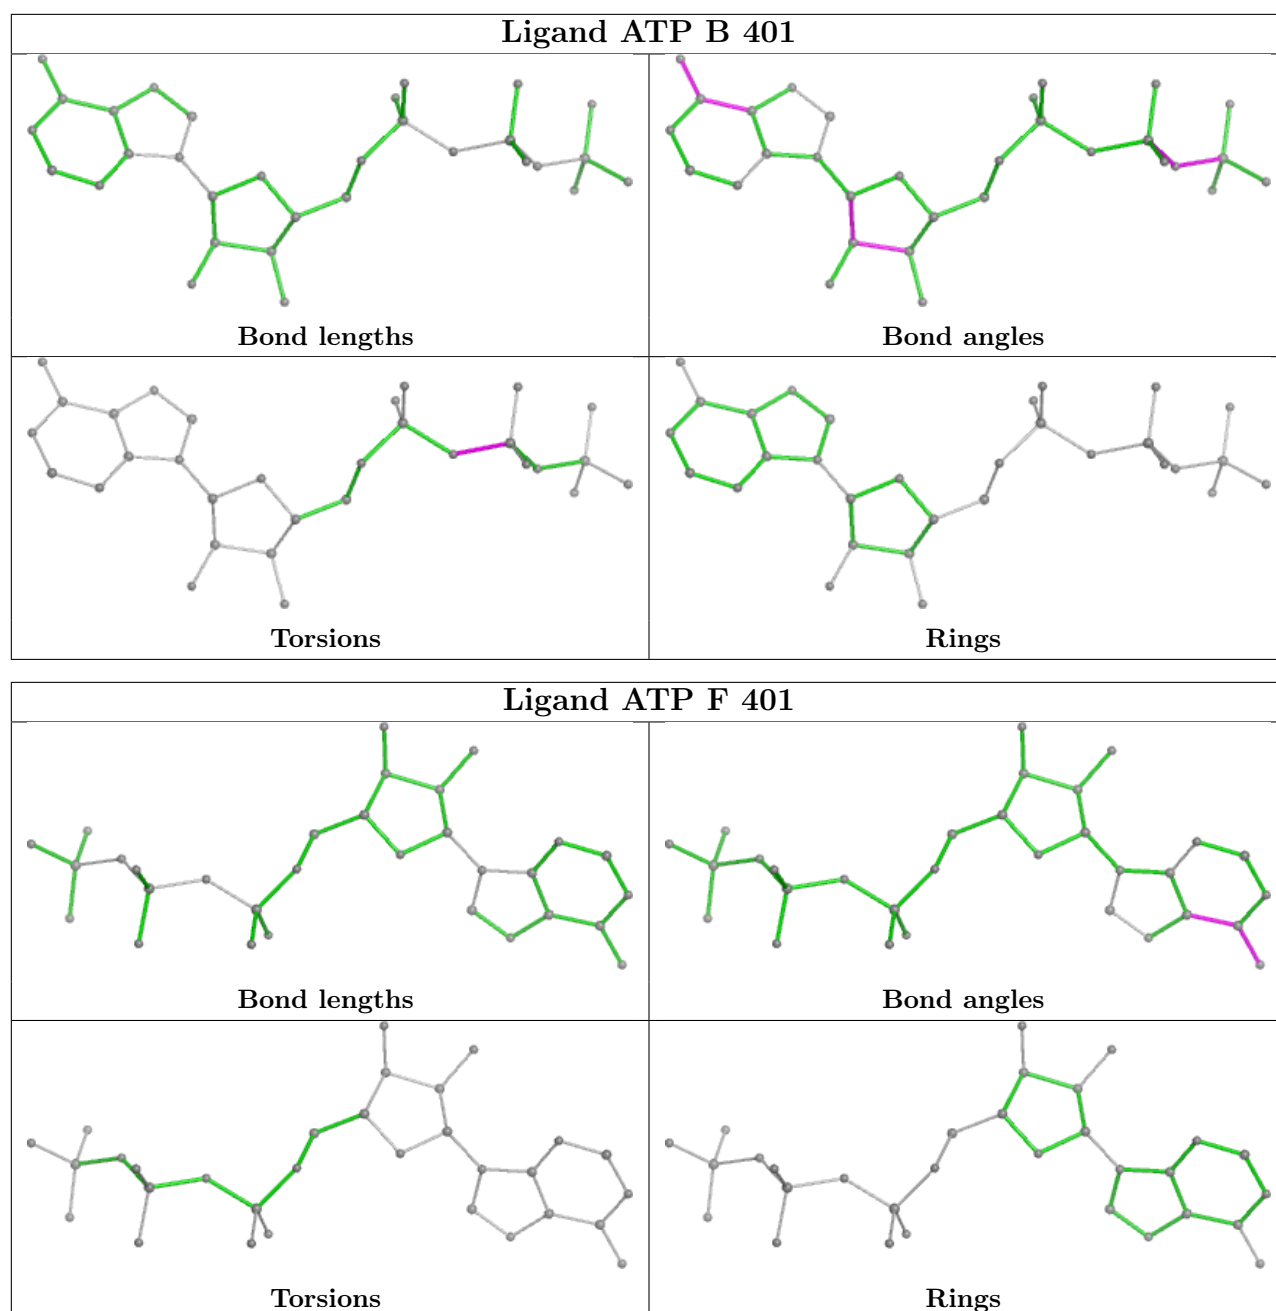 Ligand ATP B 401
Bond lengths
Bond angles
Torsions
Rings
Ligand ATP F 401
Bond lengths
Bond angles
Torsions
Rings